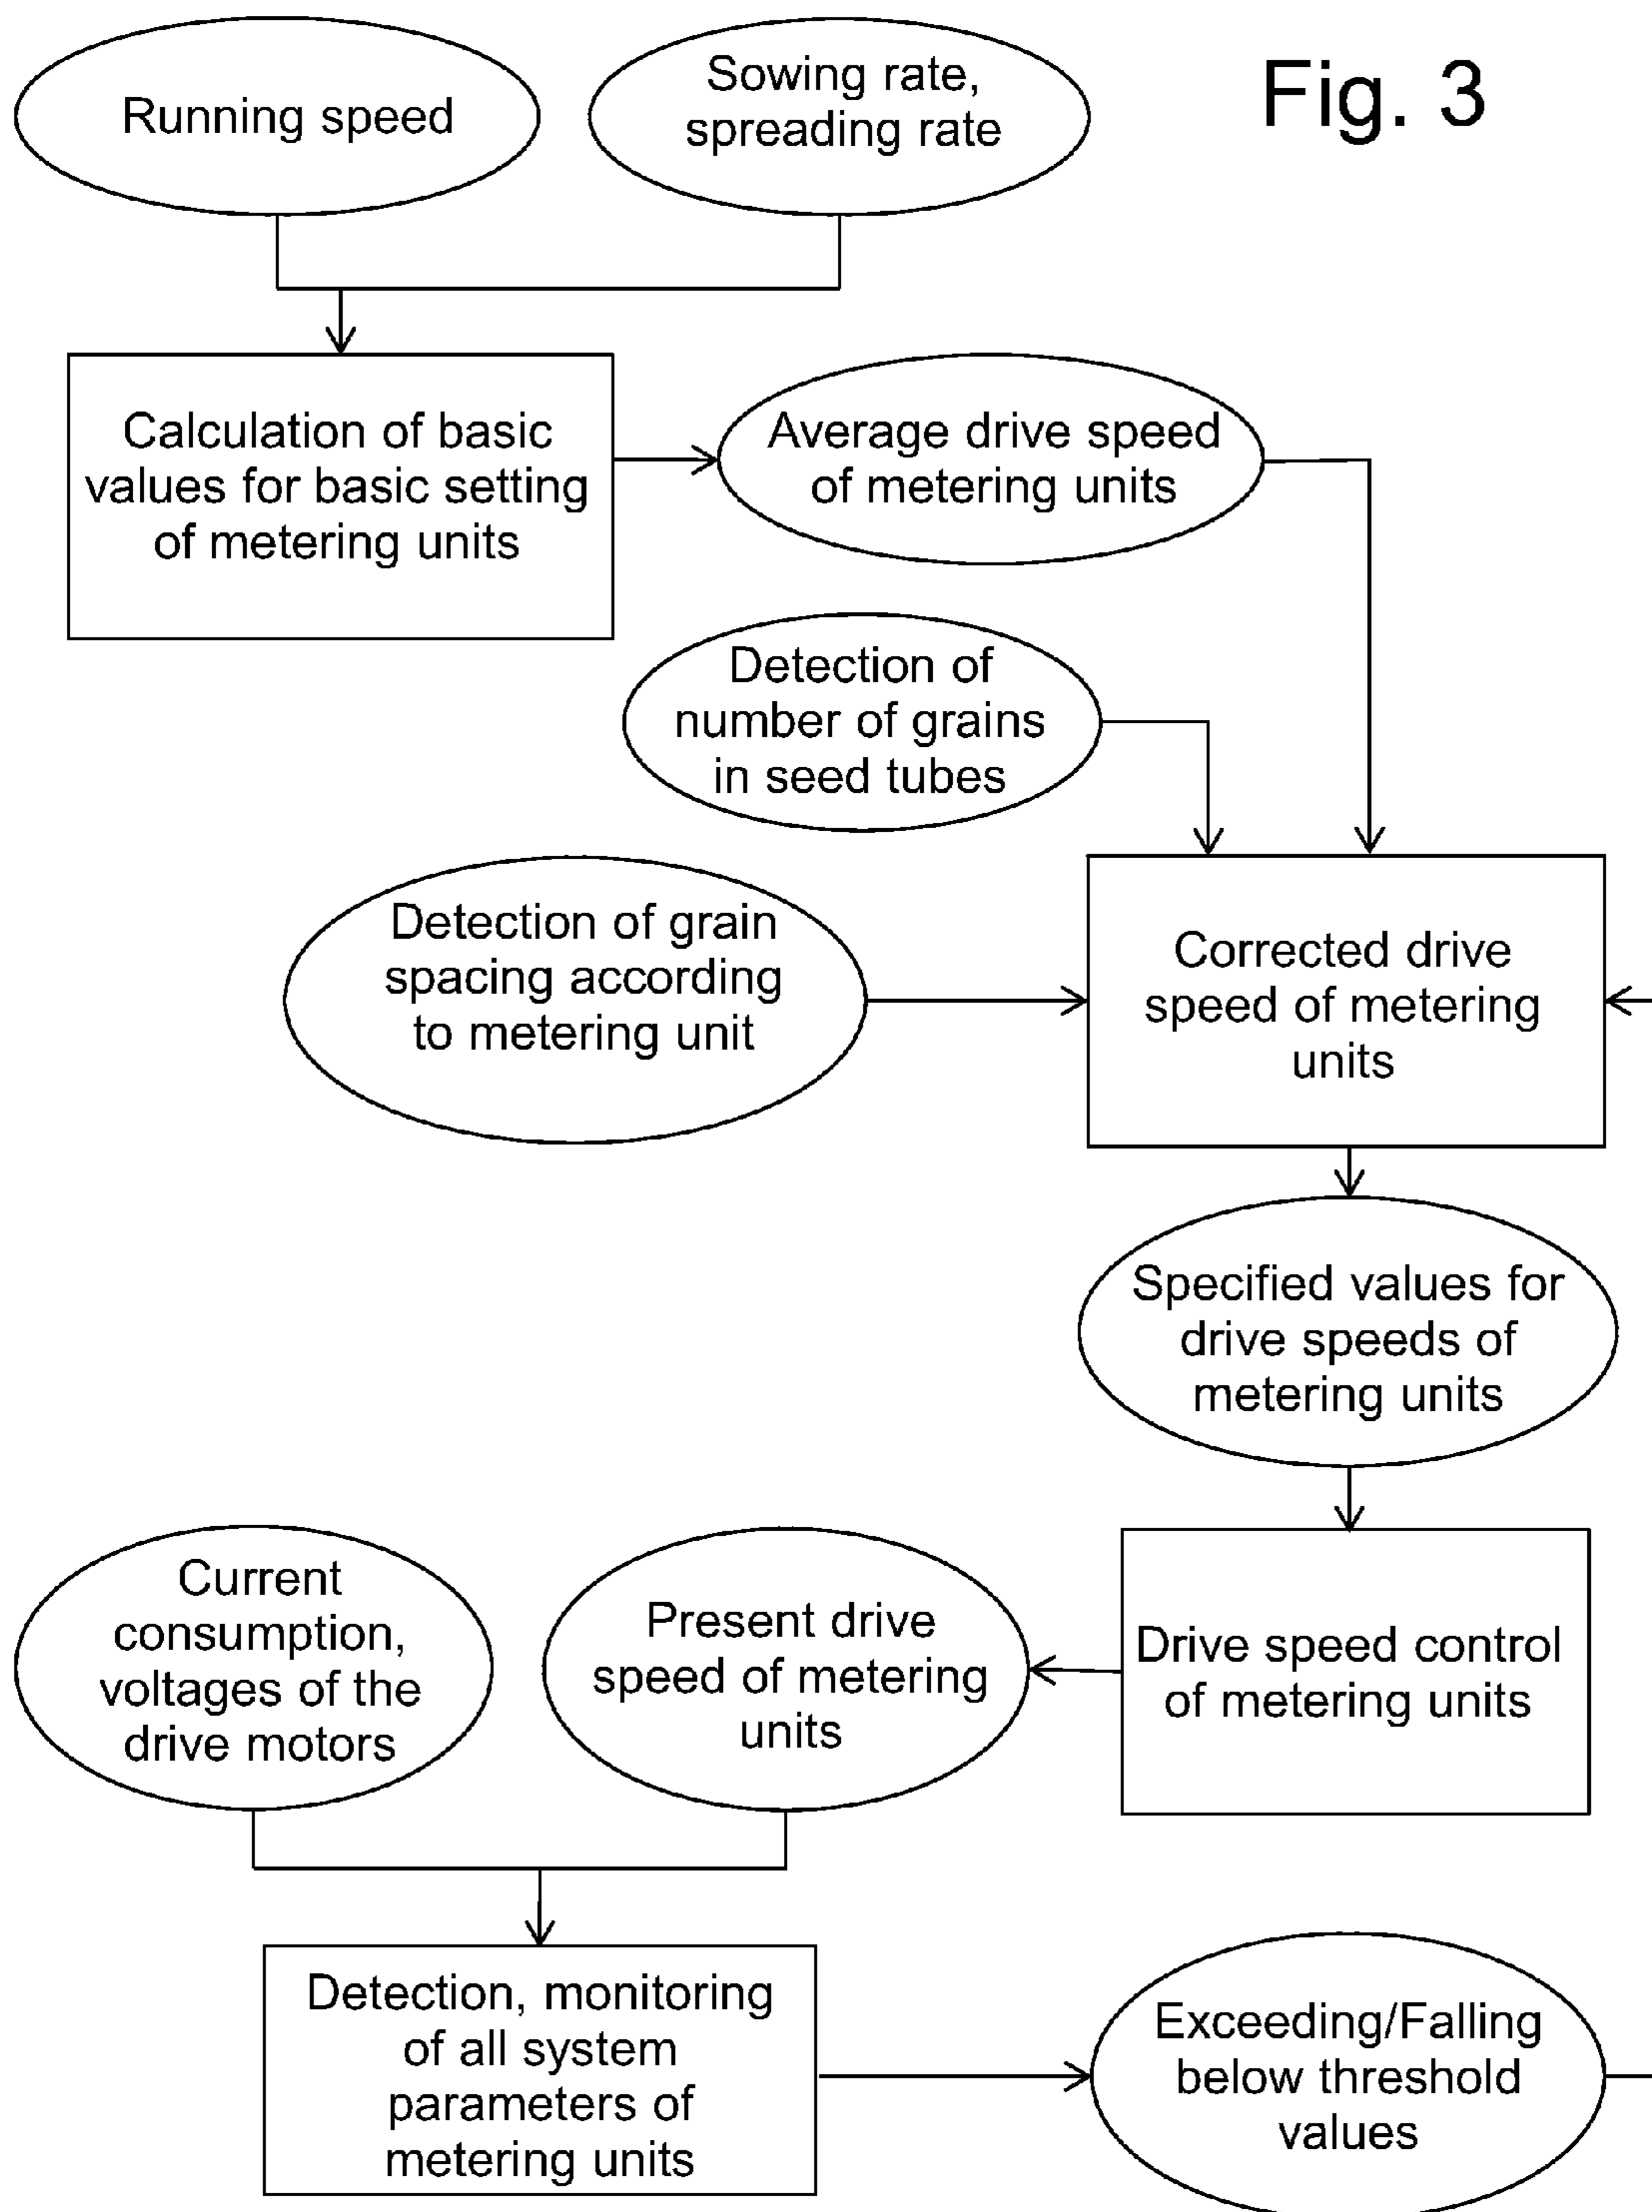 Running speed
Sowing rate,
spreading rate
Fig. 3
Calculation of basic
values for basic setting
of metering units
Average drive speed
of metering units
Detection of
number of grains
in seed tubes
Detection of grain
spacing according
to metering unit
Corrected drive
speed of metering
units
Specified values for
drive speeds of
metering units
Current
consumption,
voltages of the
drive motors
Present drive
speed of metering
units
Drive speed control
of metering units
Detection, monitoring
of all system
parameters of
metering units
Exceeding/Falling
below threshold
values